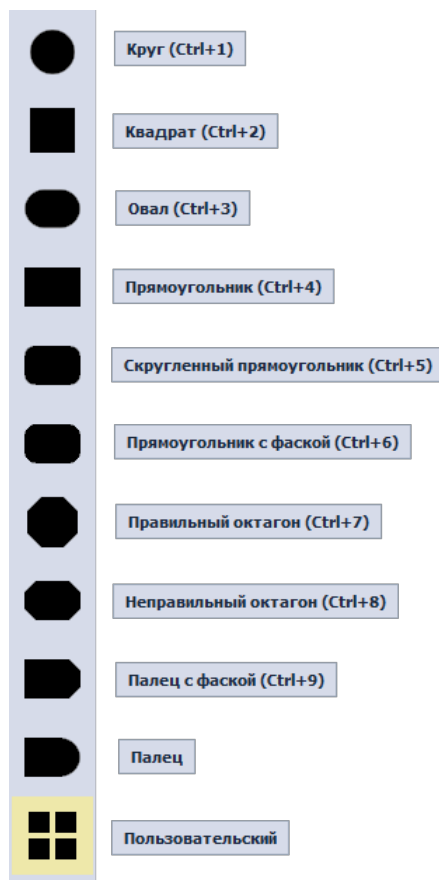 Круг (Ctrl+1)
Квадрат (Ctrl+2)
Овал (Ctrl+3)
Прямоугольник (Ctrl+4)
Скругленный прямоугольник (Ctrl+5)
Прямоугольник с фаской (Ctrl+6)
Правильный октагон (Ctrl+7)
Неправильный октагон (Ctrl+8)
Палец с фаской (Ctrl+9)
Палец
Пользовательский